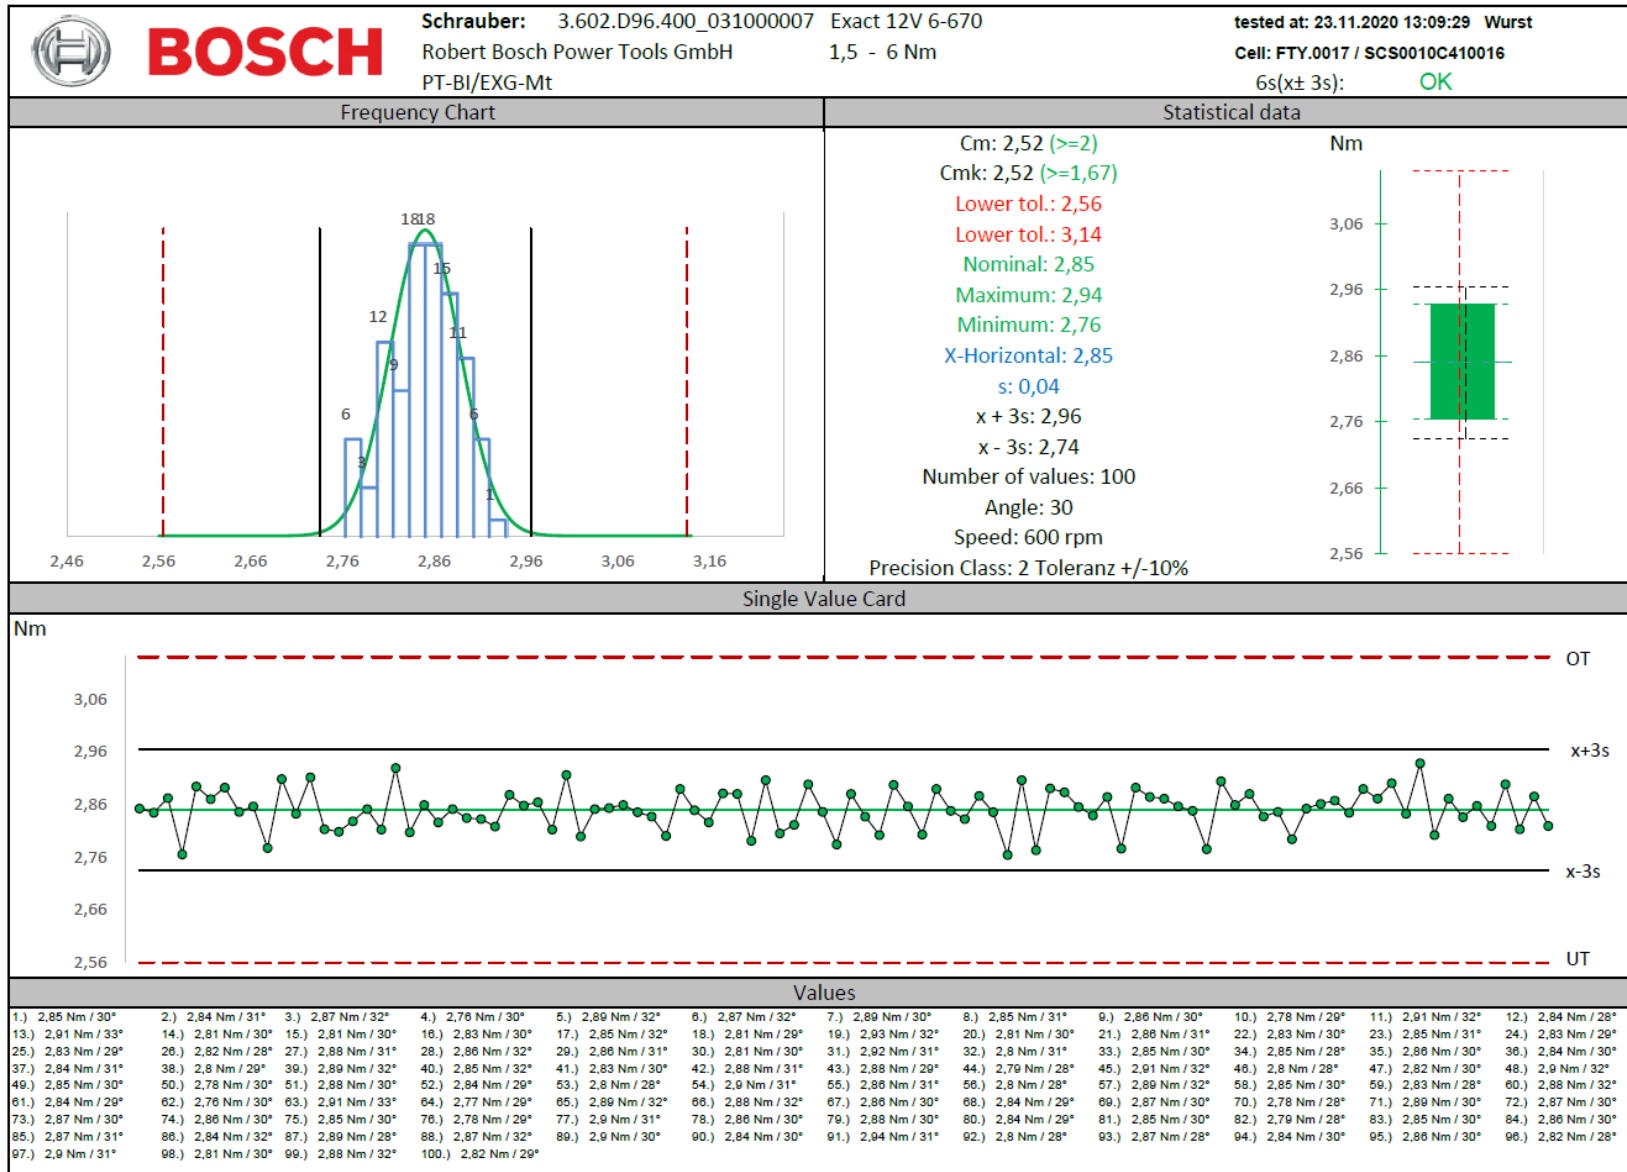 BOSCH
Schrauber: 3.602.D96.400_031000007 Exact 12V 6-670
Robert Bosch Power Tools GmbH 1,5 - 6 Nm
PT-BI/EXG-Mt
tested at: 23.11.2020 13:09:29 Wurst
Cell: FTY.0017 / SCS0010C410016
6s(x± 3s): OK
Frequency Chart
18 18
15
12
11
9
6
6
3
1
2,46 2,56 2,66 2,76 2,86 2,96 3,06 3,16
Statistical data
Cm: 2,52 (>=2)
Cmk: 2,52 (>=1,67)
Lower tol.: 2,56
Lower tol.: 3,14
Nominal: 2,85
Maximum: 2,94
Minimum: 2,76
X-Horizontal: 2,85
s: 0,04
x + 3s: 2,96
x - 3s: 2,74
Number of values: 100
Angle: 30
Speed: 600 rpm
Precision Class: 2 Toleranz +/-10%
Nm
3,06
2,96
2,86
2,76
2,66
2,56
Single Value Card
Nm
OT
3,06
2,96 x+3s
2,86
2,76
x-3s
2,66
2,56 UT
Values
1.) 2,85 Nm / 30° 2.) 2,84 Nm / 31° 3.) 2,87 Nm / 32° 4.) 2,76 Nm / 30° 5.) 2,89 Nm / 32° 6.) 2,87 Nm / 32° 7.) 2,89 Nm / 30° 8.) 2,85 Nm / 31° 9.) 2,86 Nm / 30° 10.) 2,78 Nm / 29° 11.) 2,91 Nm / 32° 12.) 2,84 Nm / 28°
13.) 2,91 Nm / 33° 14.) 2,81 Nm / 30° 15.) 2,81 Nm / 30° 16.) 2,83 Nm / 30° 17.) 2,85 Nm / 32° 18.) 2,81 Nm / 29° 19.) 2,93 Nm / 32° 20.) 2,81 Nm / 30° 21.) 2,86 Nm / 31° 22.) 2,83 Nm / 30° 23.) 2,85 Nm / 31° 24.) 2,83 Nm / 29°
25.) 2,83 Nm / 29° 26.) 2,82 Nm / 28° 27.) 2,88 Nm / 31° 28.) 2,86 Nm / 32° 29.) 2,86 Nm / 31° 30.) 2,81 Nm / 30° 31.) 2,92 Nm / 31° 32.) 2,8 Nm / 31° 33.) 2,85 Nm / 30° 34.) 2,85 Nm / 28° 35.) 2,86 Nm / 30° 36.) 2,84 Nm / 30°
37.) 2,84 Nm / 31° 38.) 2,8 Nm / 29° 39.) 2,89 Nm / 32° 40.) 2,85 Nm / 32° 41.) 2,83 Nm / 30° 42.) 2,88 Nm / 31° 43.) 2,88 Nm / 29° 44.) 2,79 Nm / 28° 45.) 2,91 Nm / 32° 46.) 2,8 Nm / 28° 47.) 2,82 Nm / 30° 48.) 2,9 Nm / 32°
49.) 2,85 Nm / 30° 50.) 2,78 Nm / 30° 51.) 2,88 Nm / 30° 52.) 2,84 Nm / 29° 53.) 2,8 Nm / 28° 54.) 2,9 Nm / 31° 55.) 2,86 Nm / 31° 56.) 2,8 Nm / 28° 57.) 2,89 Nm / 32° 58.) 2,85 Nm / 30° 59.) 2,83 Nm / 28° 60.) 2,88 Nm / 32°
61.) 2,84 Nm / 29° 62.) 2,76 Nm / 30° 63.) 2,91 Nm / 33° 64.) 2,77 Nm / 29° 65.) 2,89 Nm / 32° 66.) 2,88 Nm / 32° 67.) 2,86 Nm / 30° 68.) 2,84 Nm / 29° 69.) 2,87 Nm / 30° 70.) 2,78 Nm / 28° 71.) 2,89 Nm / 30° 72.) 2,87 Nm / 30°
73.) 2,87 Nm / 30° 74.) 2,86 Nm / 30° 75.) 2,85 Nm / 30° 76.) 2,78 Nm / 29° 77.) 2,9 Nm / 31° 78.) 2,86 Nm / 30° 79.) 2,88 Nm / 30° 80.) 2,84 Nm / 29° 81.) 2,85 Nm / 30° 82.) 2,79 Nm / 28° 83.) 2,85 Nm / 30° 84.) 2,86 Nm / 30°
85.) 2,87 Nm / 31° 86.) 2,84 Nm / 32° 87.) 2,89 Nm / 28° 88.) 2,87 Nm / 32° 89.) 2,9 Nm / 30° 90.) 2,84 Nm / 30° 91.) 2,94 Nm / 31° 92.) 2,8 Nm / 28° 93.) 2,87 Nm / 28° 94.) 2,84 Nm / 30° 95.) 2,86 Nm / 30° 96.) 2,82 Nm / 28°
97.) 2,9 Nm / 31° 98.) 2,81 Nm / 30° 99.) 2,88 Nm / 32° 100.) 2,82 Nm / 29°